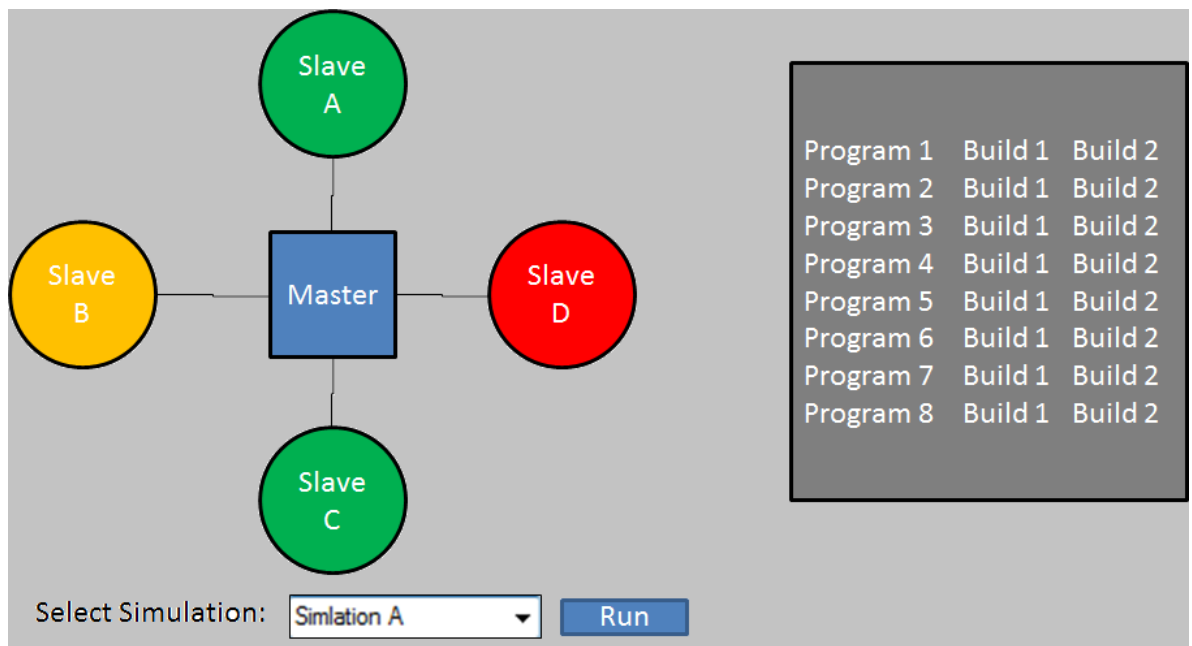 Slave
A
Slave
B
Master
Slave
D
Slave
C
Program 1 Build 1 Build 2
Program 2 Build 1 Build 2
Program 3 Build 1 Build 2
Program 4 Build 1 Build 2
Program 5 Build 1 Build 2
Program 6 Build 1 Build 2
Program 7 Build 1 Build 2
Program 8 Build 1 Build 2
Select Simulation: Simlation A Run